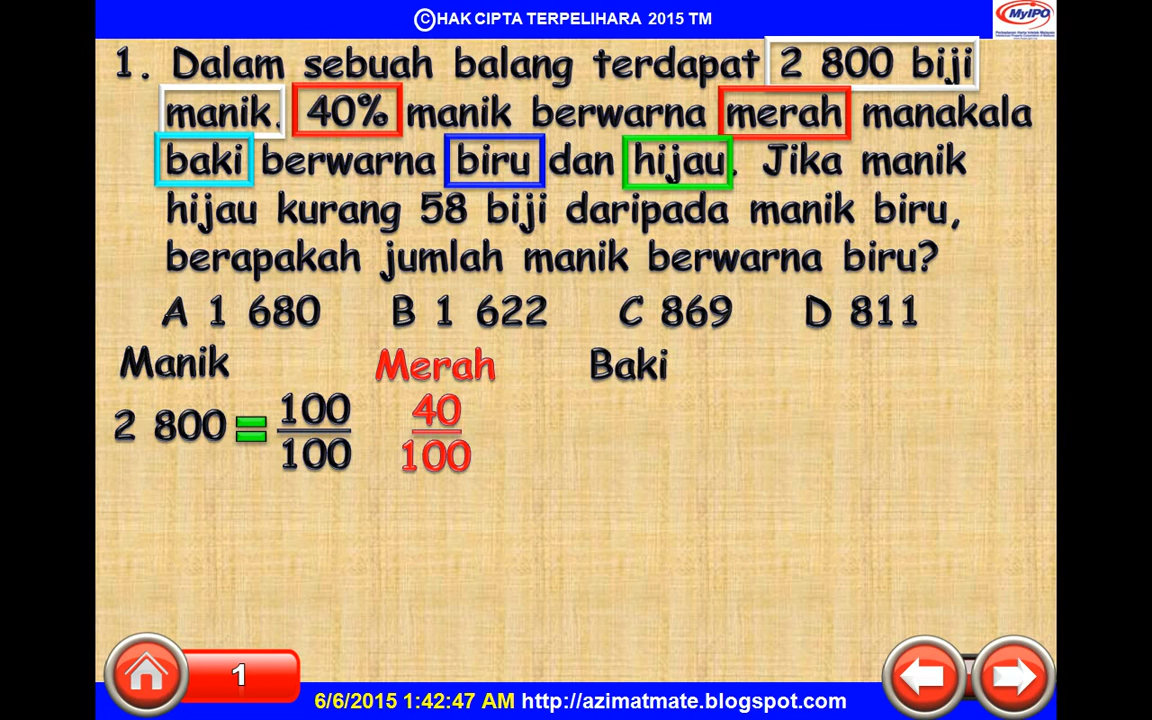 ©HAK CIPTA TERPELIHARA 2015 TM
MyIPO
1. Dalam sebuah balang terdapat 2 800 biji
manik. 40% manik berwarna merah manakala
baki berwarna biru dan hijau. Jika manik
hijau kurang 58 biji daripada manik biru,
berapakah jumlah manik berwarna biru?
A 1 680 B 1 622 C 869 D 811
Manik Merah Baki
2 800 = 100/100 40/100
1
6/6/2015 1:42:47 AM http://azimatmate.blogspot.com